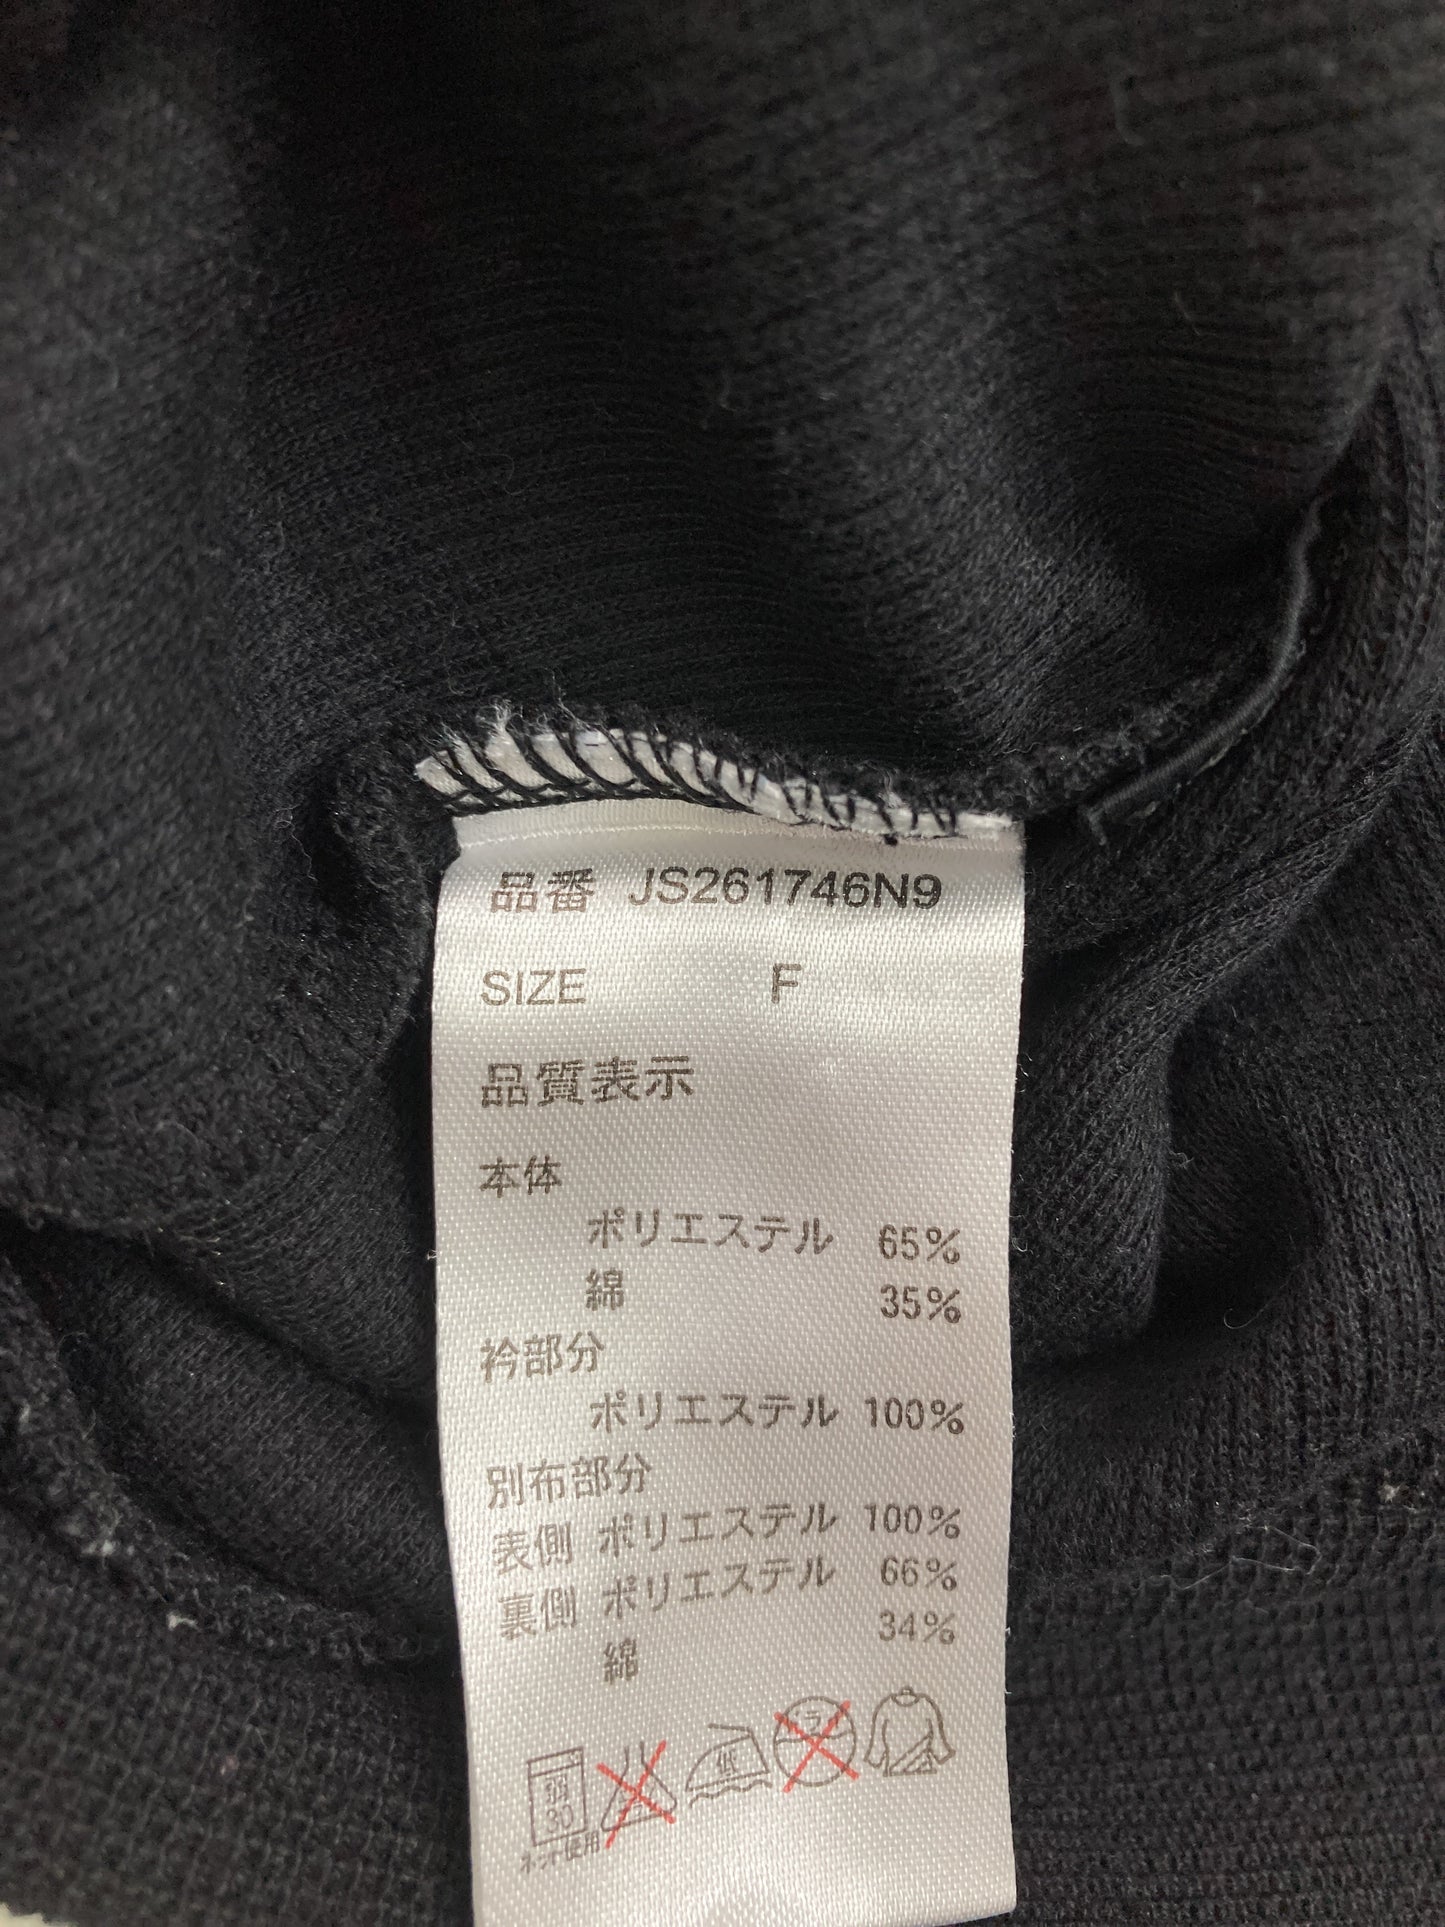 品番 JS261746N9
SIZE F
品質表示
本体
ポリエステル 65%
綿 35%
衿部分
ポリエステル 100%
別布部分
表側 ポリエステル 100%
裏側 ポリエステル 66%
綿 34%
弱 30 低 ドライ
ネット使用